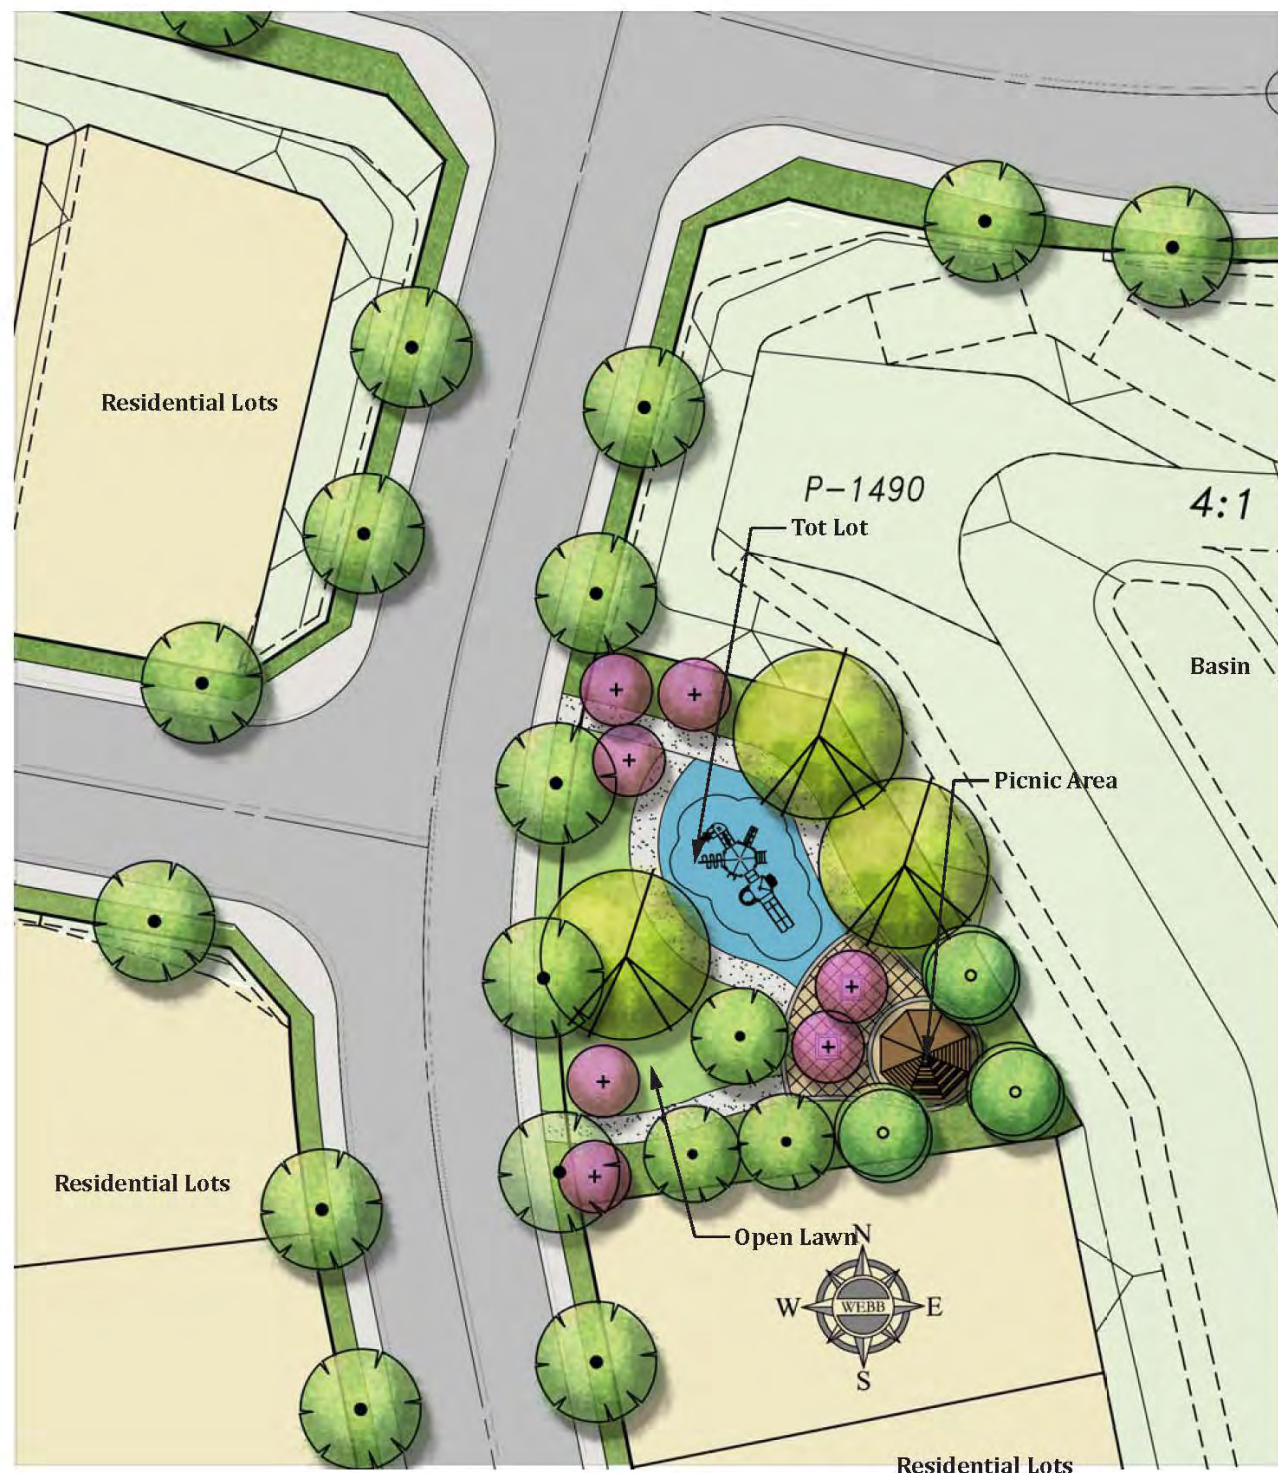 Residential Lots
P-1490
4:1
Tot Lot
Basin
Picnic Area
Residential Lots
Open Lawn
N
W
WEBB
E
S
Residential Lots